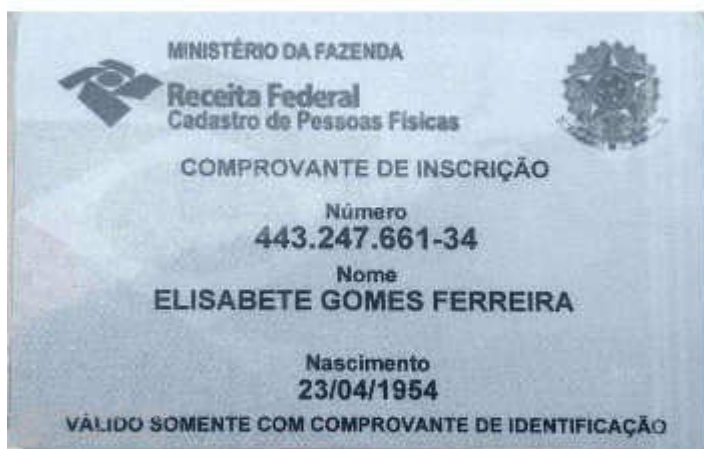 MINISTÉRIO DA FAZENDA
Receita Federal
Cadastro de Pessoas Físicas
COMPROVANTE DE INSCRIÇÃO
Número
443.247.661-34
Nome
ELISABETE GOMES FERREIRA
Nascimento
23/04/1954
VÁLIDO SOMENTE COM COMPROVANTE DE IDENTIFICAÇÃO